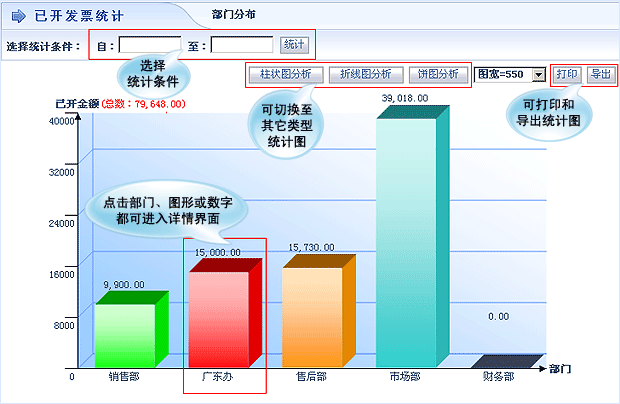 已开发票统计
部门分布
选择统计条件: 自: 至: 统计
选择
统计条件
柱状图分析 折线图分析 饼图分析 图宽=550 打印 导出
可切换至
其它类型
统计图
可打印和
导出统计图
已开金额(总数: 79,648.00)
40000
32000
24000
16000
8000
0
点击部门、图形或数字
都可进入详情界面
9,900.00
15,000.00
15,730.00
39,018.00
0.00
销售部 广东办 售后部 市场部 财务部
部门